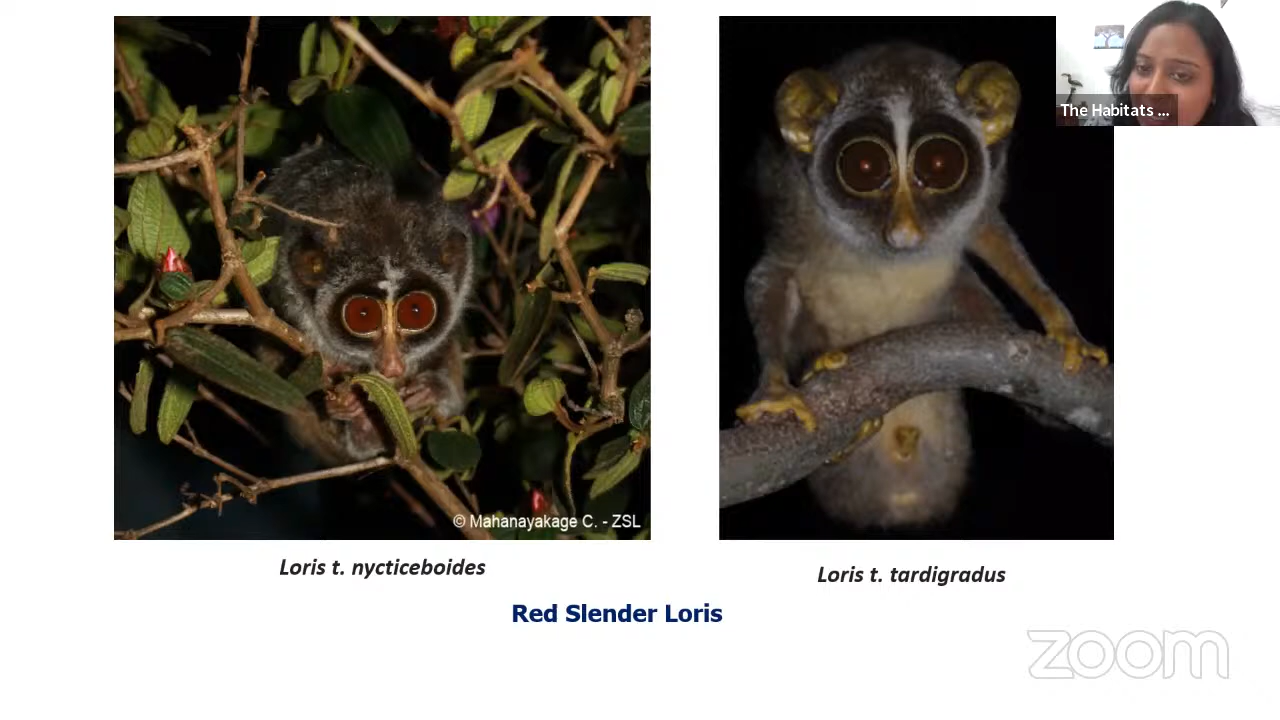 The Habitats ...
© Mahanayakage C. - ZSL
Loris t. nycticeboides
Loris t. tardigradus
Red Slender Loris
zoom